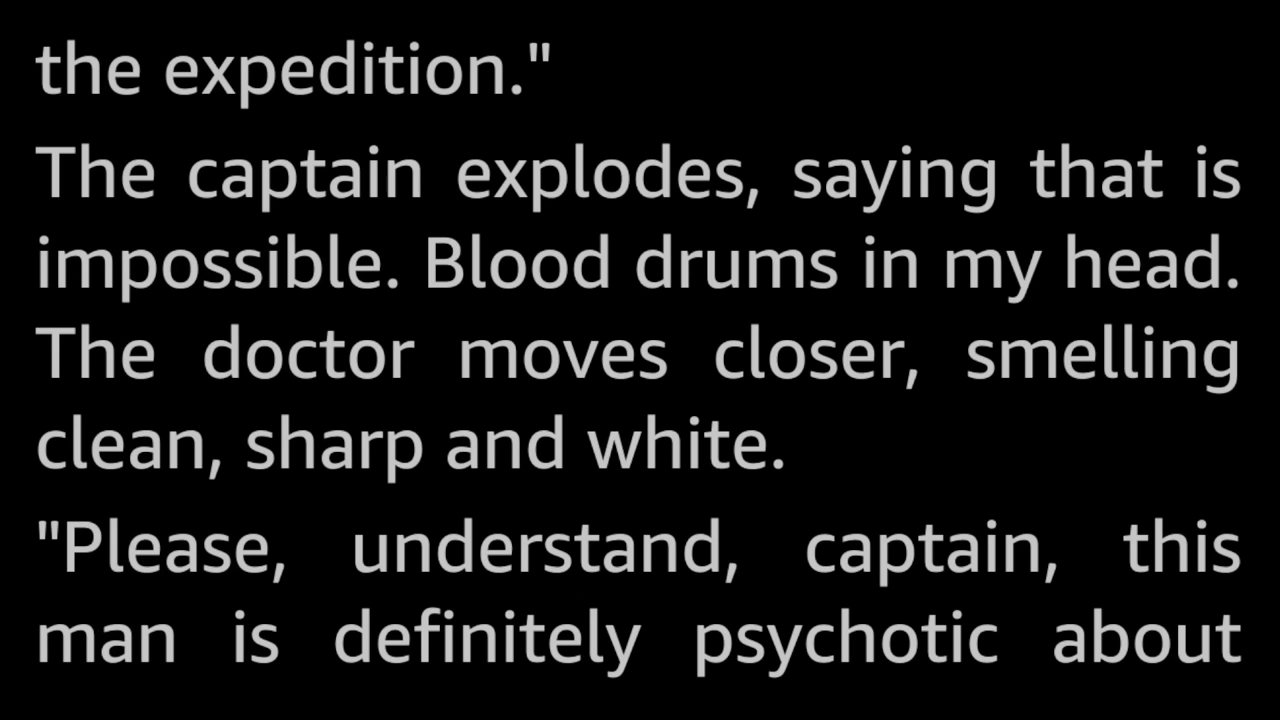 the expedition."
The captain explodes, saying that is
impossible. Blood drums in my head.
The doctor moves closer, smelling
clean, sharp and white.
"Please, understand, captain, this
man is definitely psychotic about